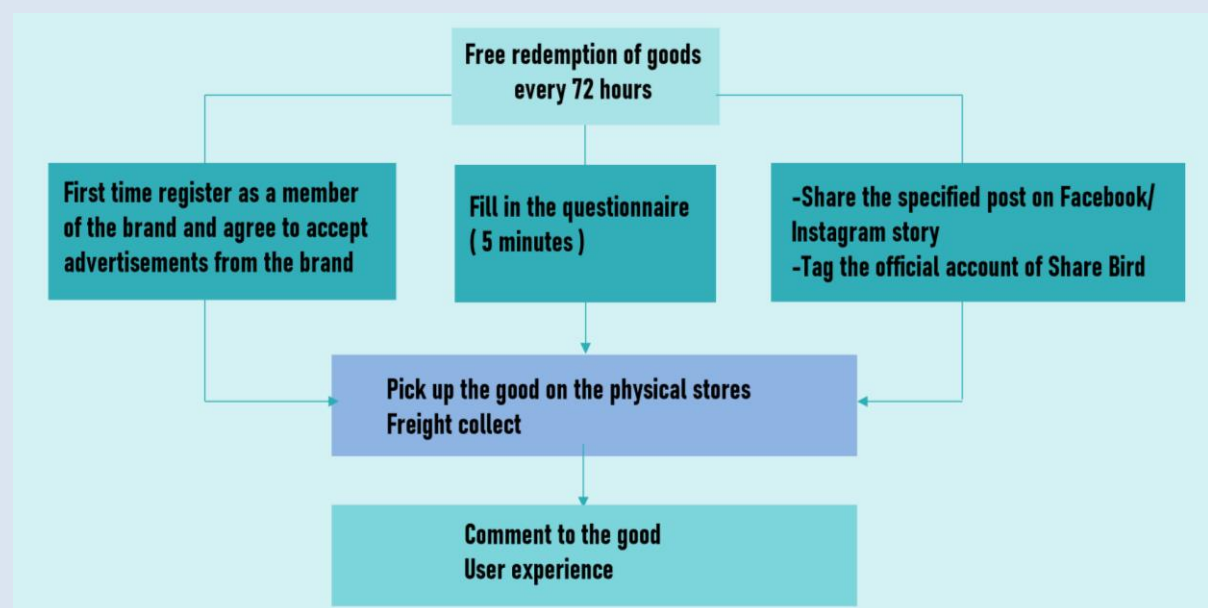 Free redemption of goods
every 72 hours
First time register as a member
of the brand and agree to accept
advertisements from the brand
Fill in the questionnaire
( 5 minutes )
-Share the specified post on Facebook/
Instagram story
-Tag the official account of Share Bird
Pick up the good on the physical stores
Freight collect
Comment to the good
User experience